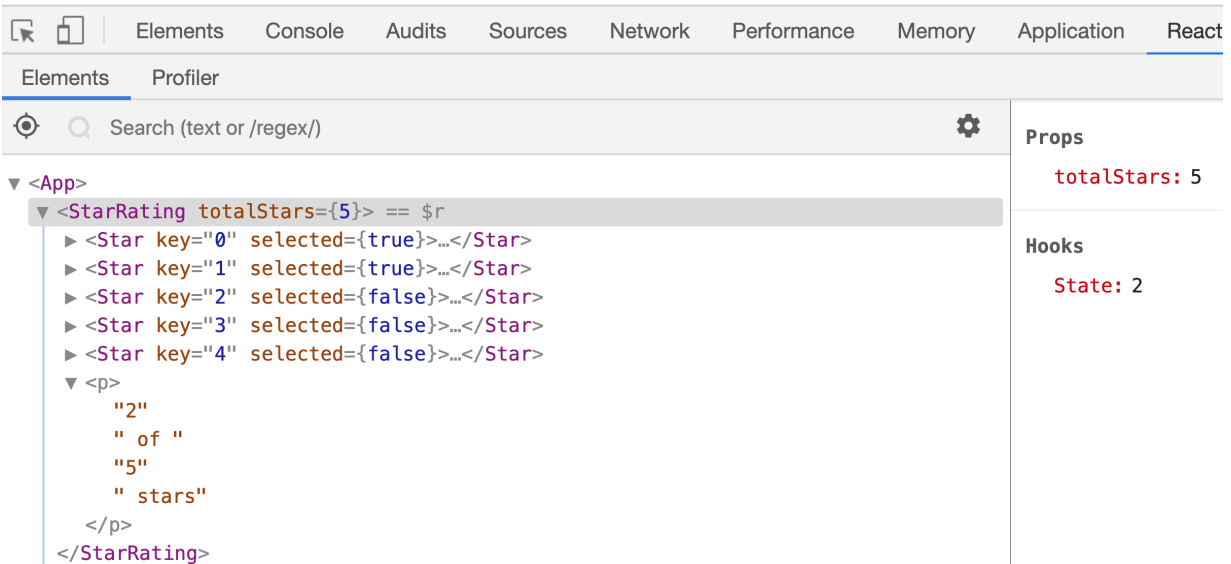 Elements Console Audits Sources Network Performance Memory Application React
Elements Profiler
Search (text or /regex/)
<App>
<StarRating totalStars={5}> == $r
<Star key="0" selected={true}>…</Star>
<Star key="1" selected={true}>…</Star>
<Star key="2" selected={false}>…</Star>
<Star key="3" selected={false}>…</Star>
<Star key="4" selected={false}>…</Star>
<p>
"2"
" of "
"5"
" stars"
</p>
</StarRating>
Props
totalStars: 5
Hooks
State: 2